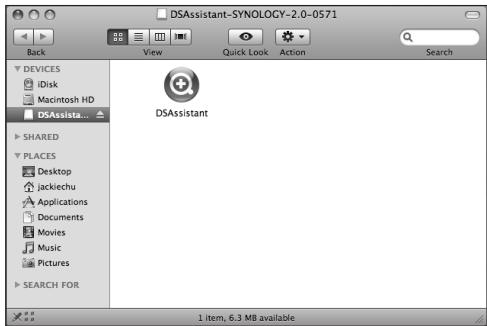 DSAssistant-SYNOLOGY-2.0-0571
Back
View
Quick Look
Action
Search
DEVICES
iDisk
Macintosh HD
DSAssista...
SHARED
PLACES
Desktop
jackiechu
Applications
Documents
Movies
Music
Pictures
SEARCH FOR
DSAssistant
1 item, 6.3 MB available